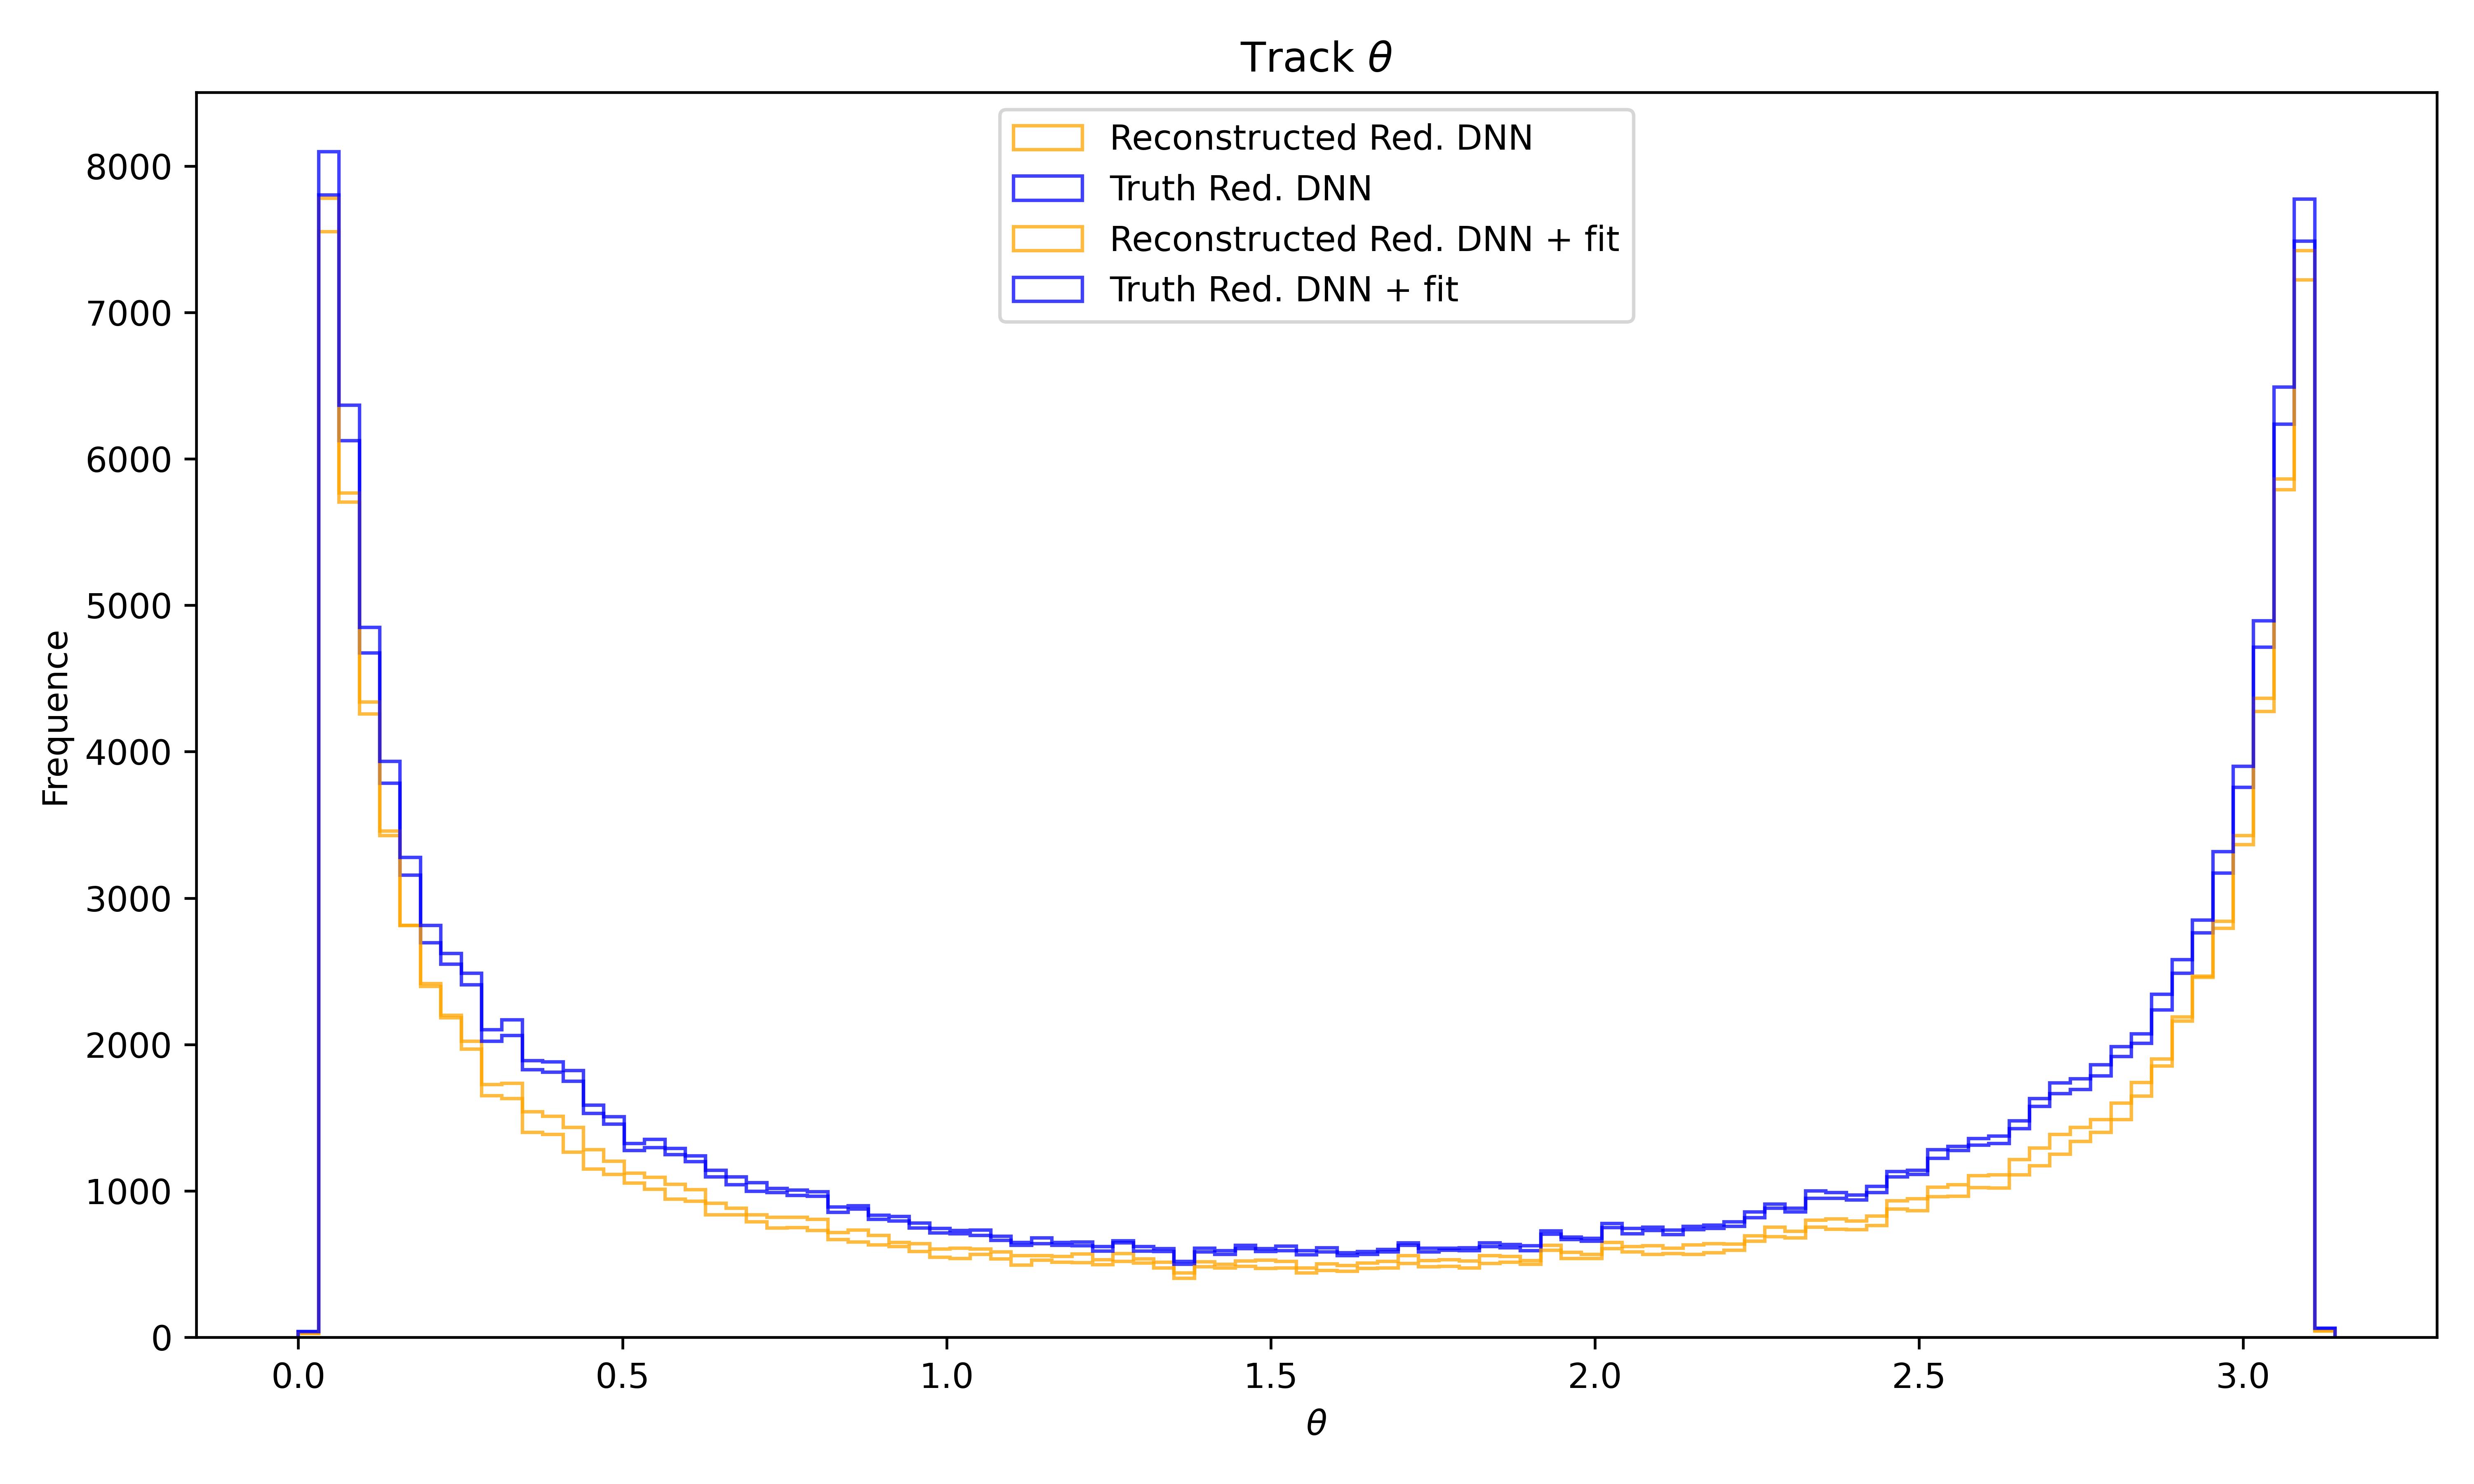 Track θ
Reconstructed Red. DNN
Truth Red. DNN
Reconstructed Red. DNN + fit
Truth Red. DNN + fit
8000
7000
6000
5000
4000
3000
2000
1000
0
Frequence
0.0 0.5 1.0 1.5 2.0 2.5 3.0
θ